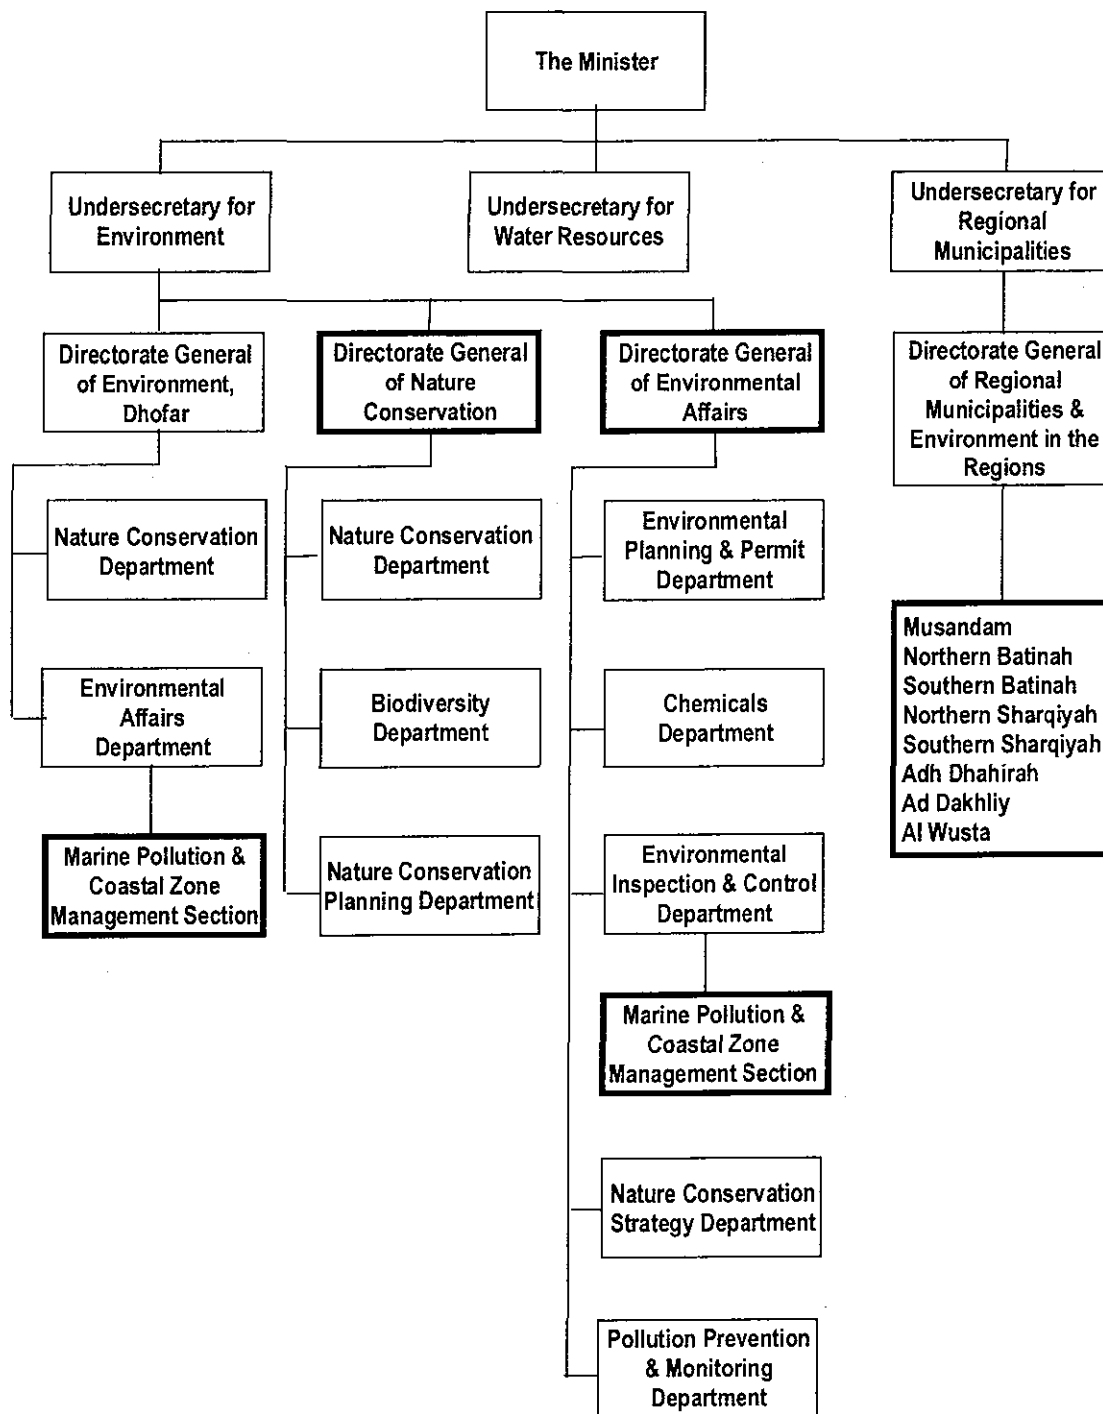 The Minister
Undersecretary for
Environment
Undersecretary for
Water Resources
Undersecretary for
Regional
Municipalities
Directorate General
of Environment,
Dhofar
Directorate General
of Nature
Conservation
Directorate General
of Environmental
Affairs
Directorate General
of Regional
Municipalities &
Environment in the
Regions
Nature Conservation
Department
Environmental
Affairs
Department
Marine Pollution &
Coastal Zone
Management Section
Nature Conservation
Department
Biodiversity
Department
Nature Conservation
Planning Department
Environmental
Planning & Permit
Department
Chemicals
Department
Environmental
Inspection & Control
Department
Marine Pollution &
Coastal Zone
Management Section
Nature Conservation
Strategy Department
Pollution Prevention
& Monitoring
Department
Musandam
Northern Batinah
Southern Batinah
Northern Sharqiyah
Southern Sharqiyah
Adh Dhahirah
Ad Dakhliy
Al Wusta